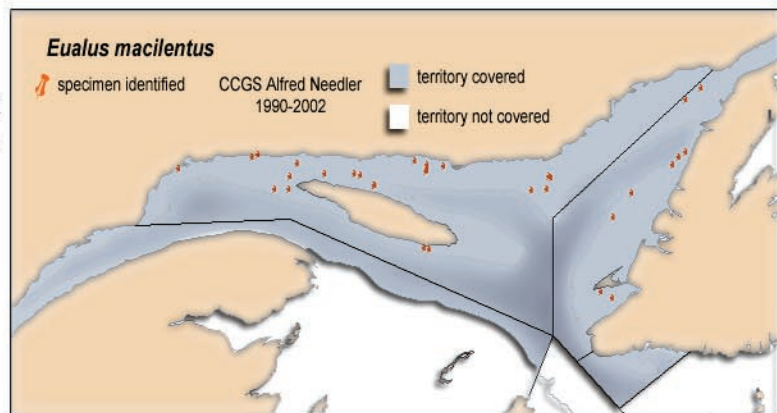 Eualus macilentus
specimen identified
CCGS Alfred Needler
1990-2002
territory covered
territory not covered